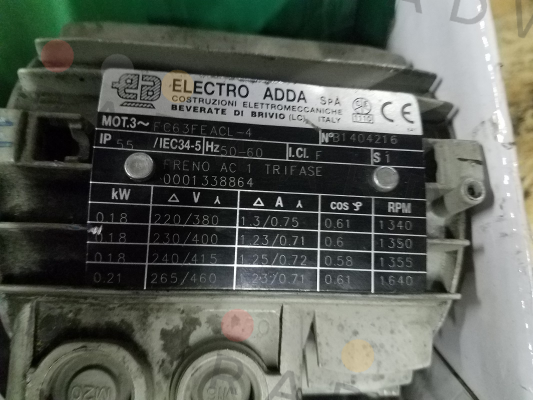 ELECTRO ADDA SpA
COSTRUZIONI ELETTROMECCANICHE
BEVERATE DI BRIVIO (LC) ITALY
CE
MOT.3~ FC63FEACL-4 N° 81404216
IP 55 /IEC34-5 Hz 50-60 I.Cl. F S 1
FRENO AC 1 TRIFASE
0001338864
kW Δ V ⅄ Δ A ⅄ cos φ RPM
0.18 220/380 1.3/0.75 0.61 1340
0.18 230/400 1.23/0.71 0.6 1350
0.18 240/415 1.25/0.72 0.58 1355
0.21 265/460 1.23/0.71 0.61 1640